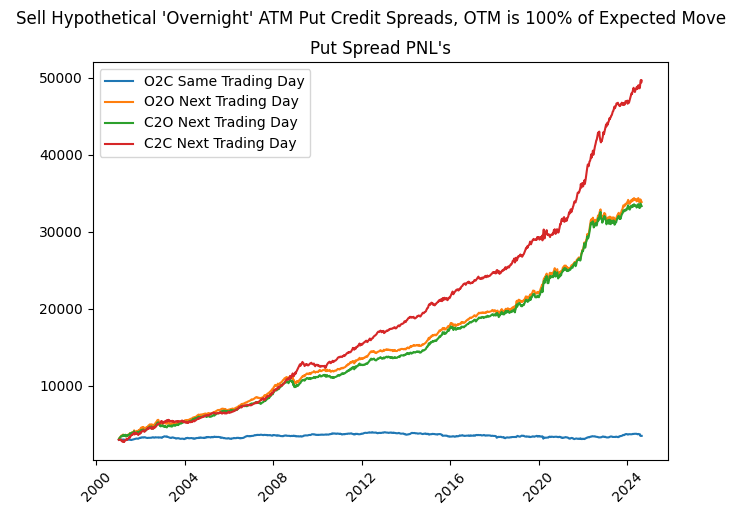 Sell Hypothetical 'Overnight' ATM Put Credit Spreads, OTM is 100% of Expected Move
Put Spread PNL's
O2C Same Trading Day
O2O Next Trading Day
C2O Next Trading Day
C2C Next Trading Day
50000
40000
30000
20000
10000
2000
2004
2008
2012
2016
2020
2024